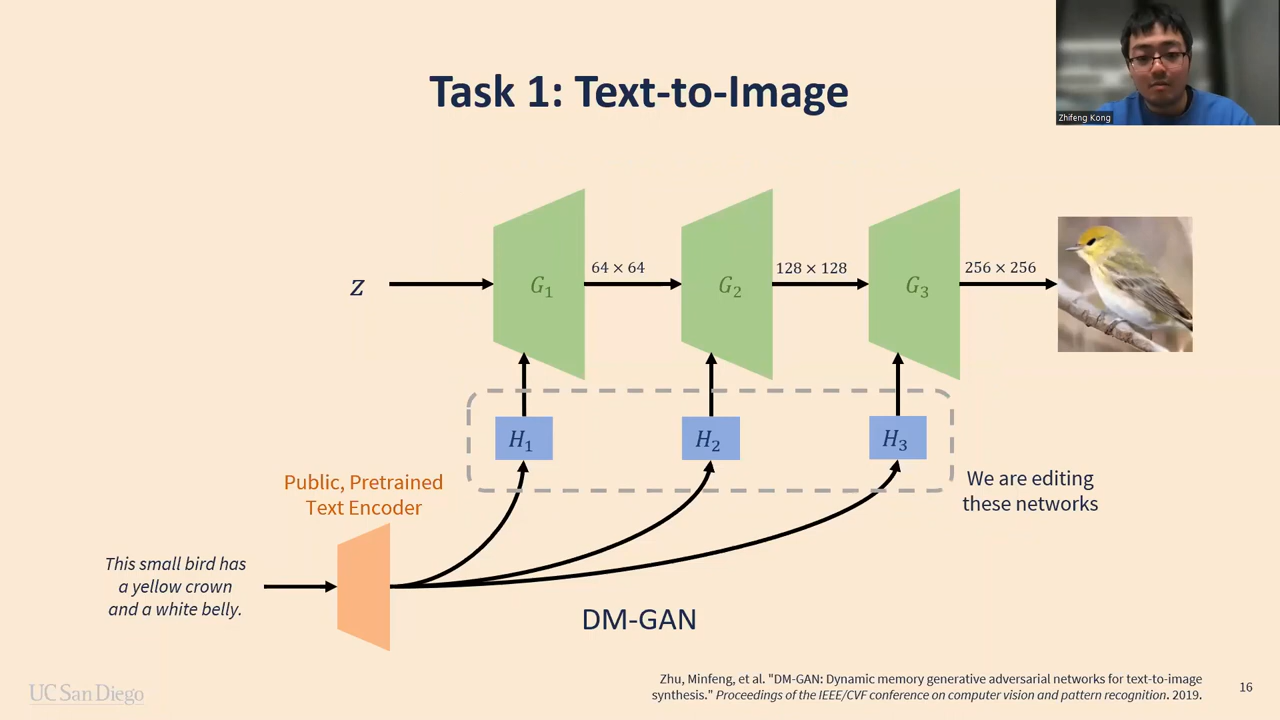 Task 1: Text-to-Image
Zhifeng Kong
z
G1
64 × 64
G2
128 × 128
G3
256 × 256
H1
H2
H3
We are editing
these networks
Public, Pretrained
Text Encoder
This small bird has
a yellow crown
and a white belly.
DM-GAN
Zhu, Minfeng, et al. "DM-GAN: Dynamic memory generative adversarial networks for text-to-image
synthesis." Proceedings of the IEEE/CVF conference on computer vision and pattern recognition. 2019.
UC San Diego
16